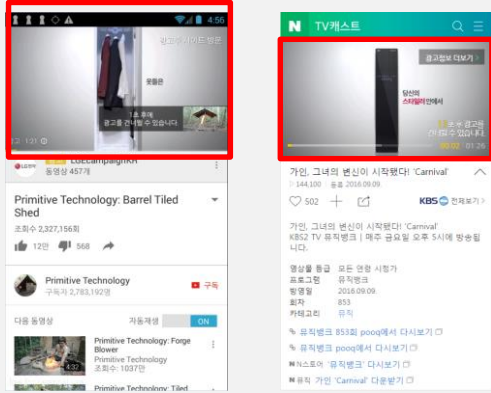 4:56
광고주 사이트 방문
옷들은
1초 후에
광고를 건너뛸 수 있습니다.
광고· 1:21
LGEcampaignKR
동영상 457개
Primitive Technology: Barrel Tiled
Shed
조회수 2,327,156회
12만 568
Primitive Technology
구독자 2,783,192명
구독
다음 동영상 자동재생 ON
Primitive Technology: Forge
Blower
Primitive Technology
조회수: 1037만
4:32
Primitive Technology: Tiled
N TV캐스트
광고정보 더보기 >
당신의
스타일러 안에서
1초 후 광고를
건너뛸 수 있습니다.
00:02 01:26
가인, 그녀의 변신이 시작됐다! 'Carnival'
▷ 144,100 등록 2016.09.09.
502
KBS 전체보기 >
가인, 그녀의 변신이 시작됐다! 'Carnival'
KBS2 TV 뮤직뱅크 | 매주 금요일 오후 5시에 방송됩
니다.
영상물 등급 모든 연령 시청가
프로그램 뮤직뱅크
방영일 2016.09.09.
회차 853
카테고리 뮤직
뮤직뱅크 853회 pooq에서 다시보기
뮤직뱅크 pooq에서 다시보기
N스토어 '뮤직뱅크' 다시보기
뮤직 가인 'Carnival' 다운받기